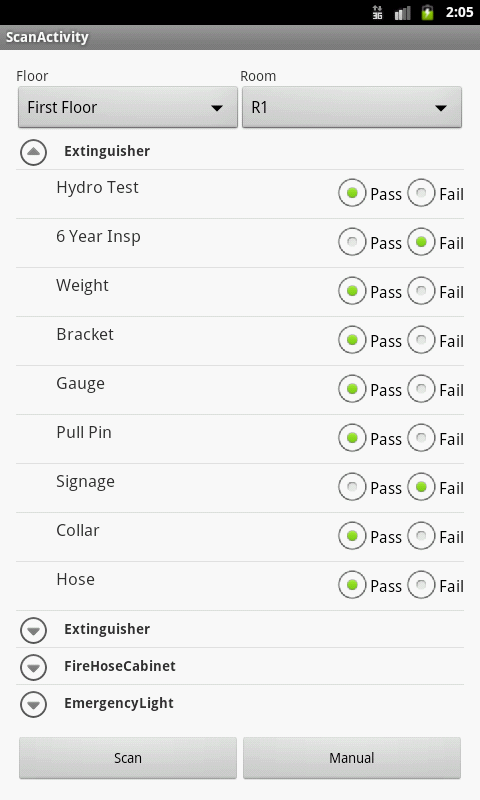 3G 2:05
ScanActivity
Floor Room
First Floor R1
Extinguisher
Hydro Test Pass Fail
6 Year Insp Pass Fail
Weight Pass Fail
Bracket Pass Fail
Gauge Pass Fail
Pull Pin Pass Fail
Signage Pass Fail
Collar Pass Fail
Hose Pass Fail
Extinguisher
FireHoseCabinet
EmergencyLight
Scan Manual